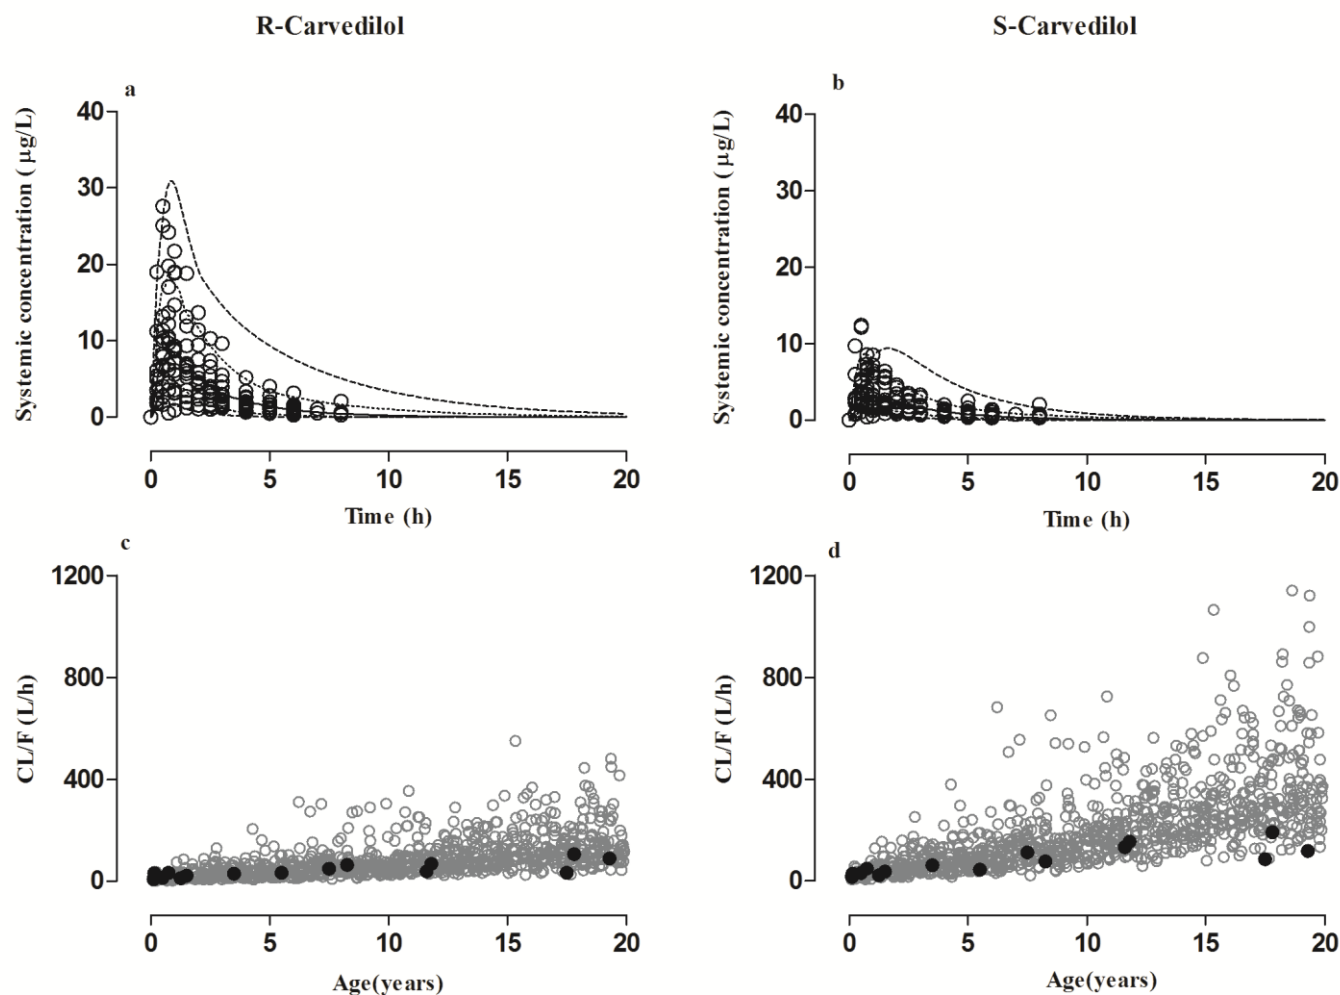 R-Carvedilol
S-Carvedilol
a
Systemic concentration ( μg/L)
40
30
20
10
0
0 5 10 15 20
Time (h)
b
Systemic concentration ( μg/L)
40
30
20
10
0
0 5 10 15 20
Time (h)
c
CL/F (L/h)
1200
800
400
0
0 5 10 15 20
Age(years)
d
CL/F (L/h)
1200
800
400
0
0 5 10 15 20
Age(years)